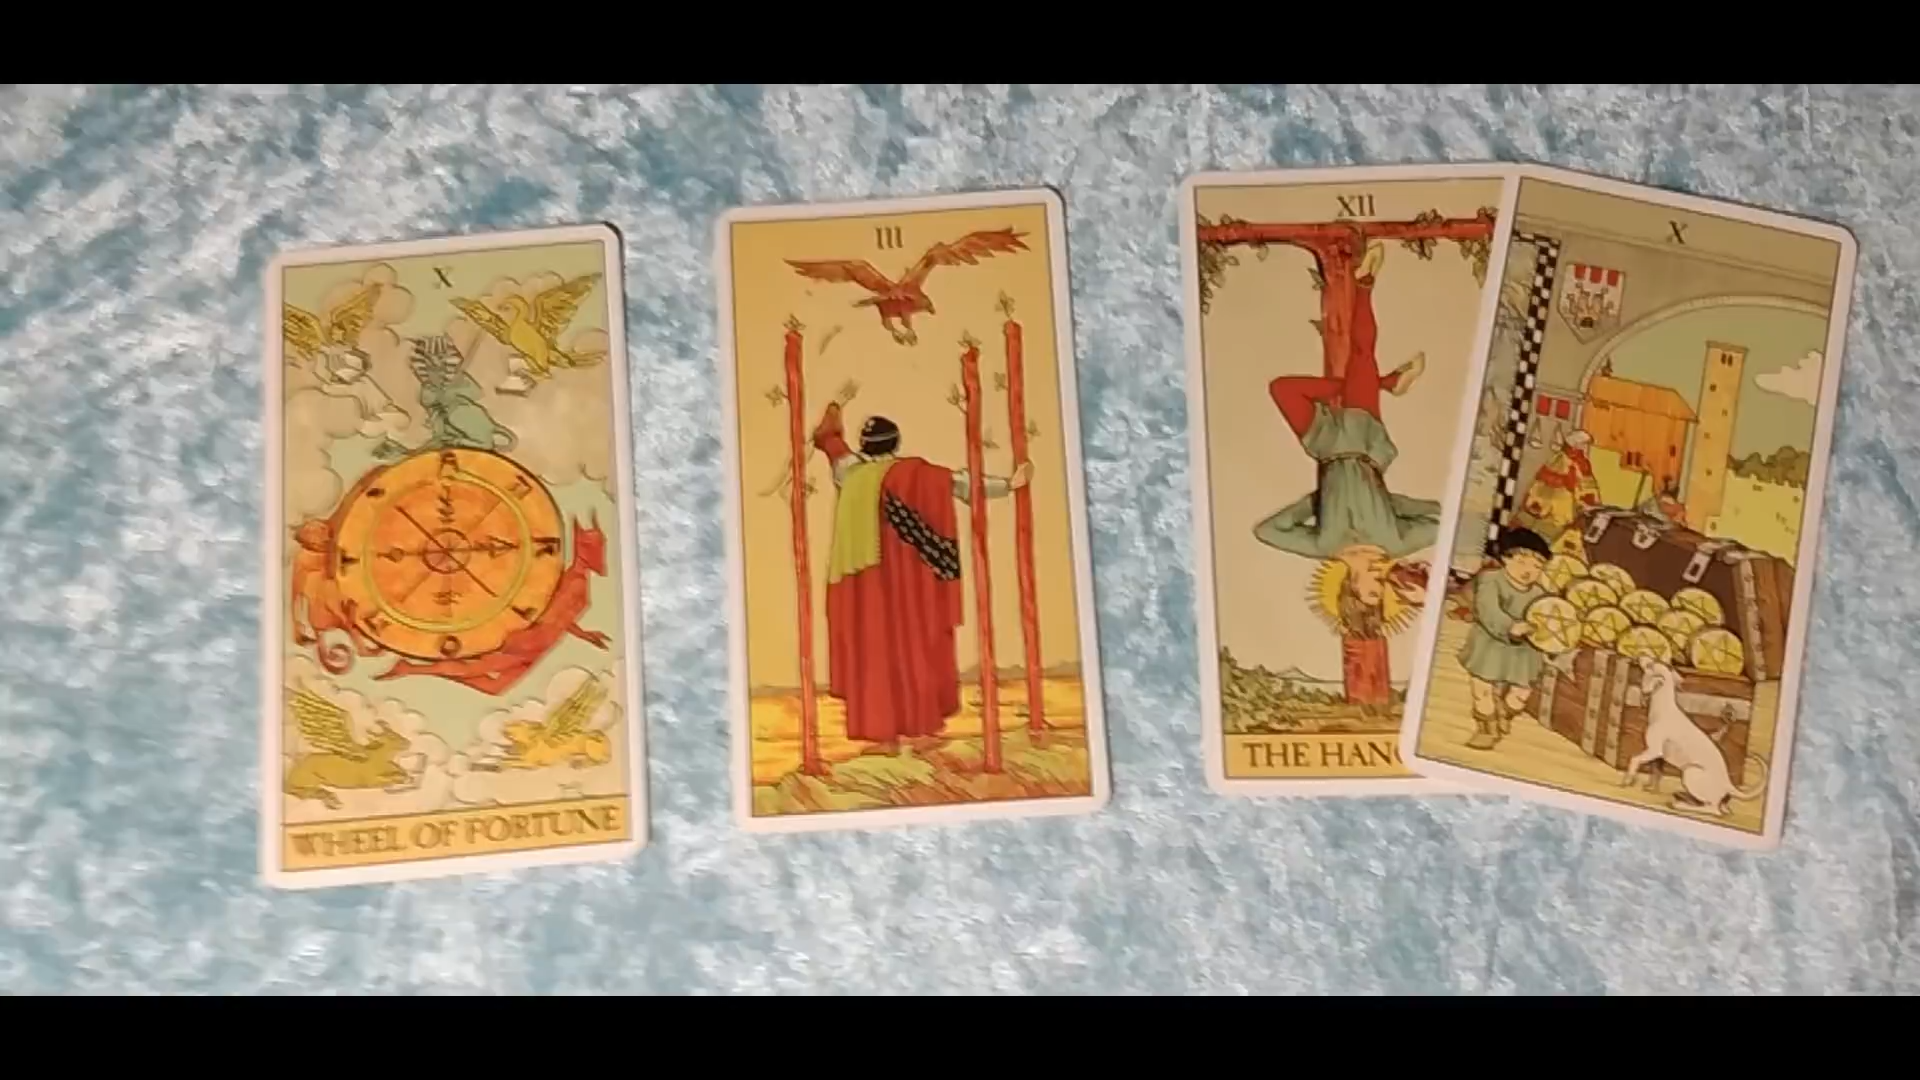 X
WHEEL OF FORTUNE
III
XII
THE HANG
X